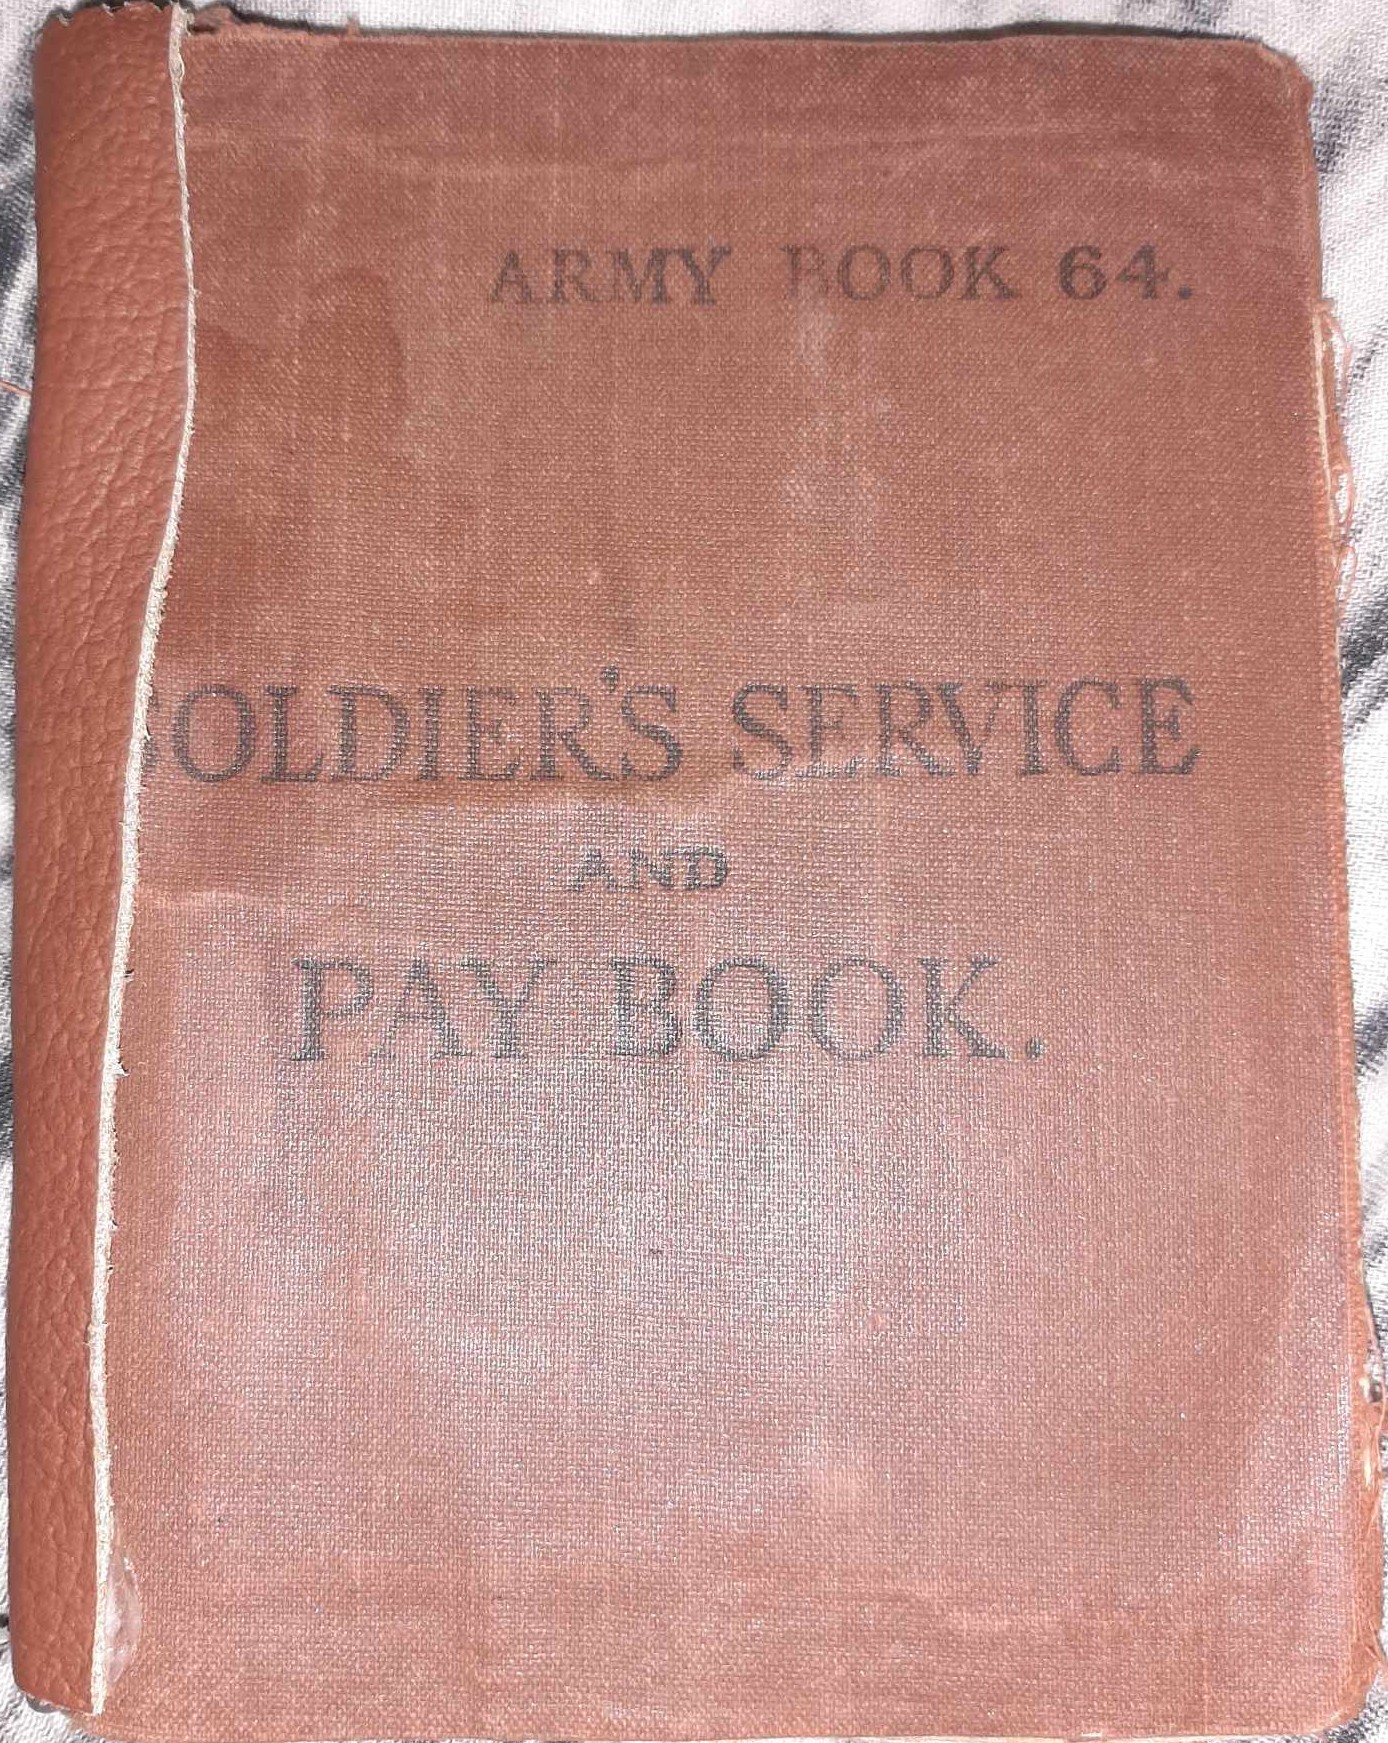 ARMY BOOK 64.
SOLDIER'S SERVICE
AND
PAY BOOK.